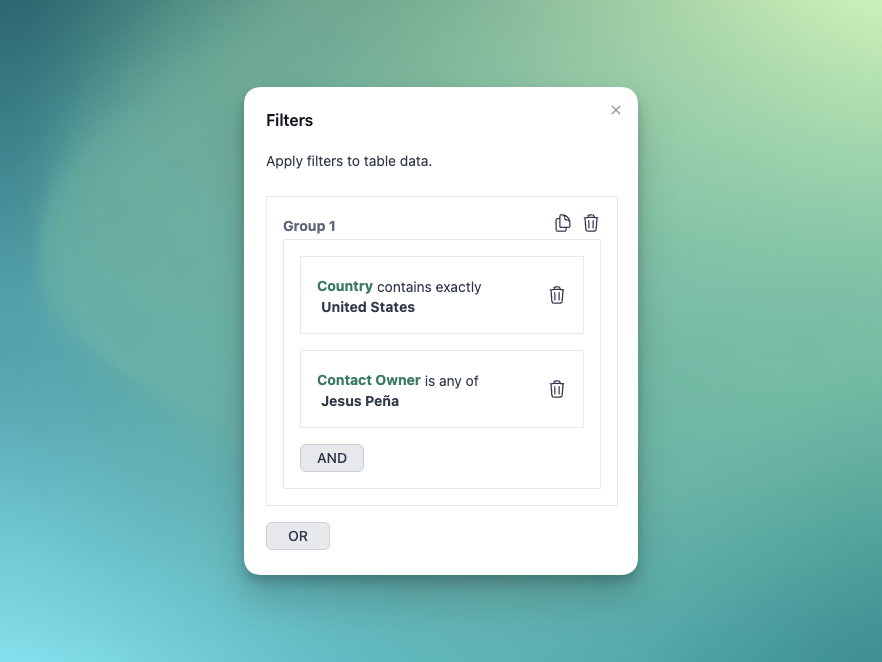 Filters
Apply filters to table data.
Group 1
Country contains exactly
United States
Contact Owner is any of
Jesus Peña
AND
OR